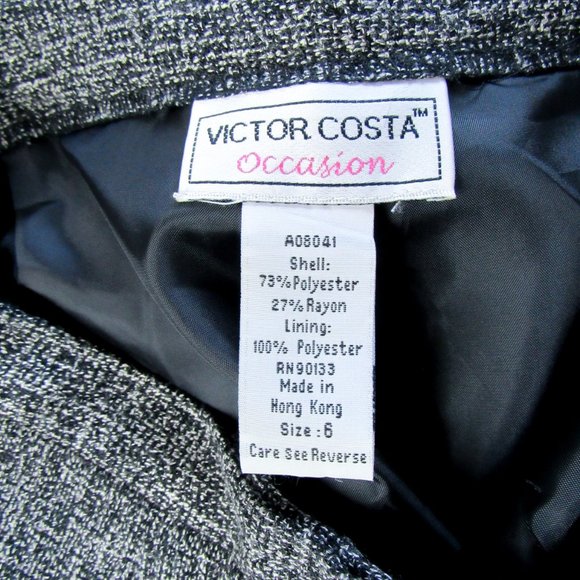 VICTOR COSTA™
Occasion
A08041
Shell:
73%Polyester
27%Rayon
Lining:
100% Polyester
RN90133
Made in
Hong Kong
Size :6
Care See Reverse